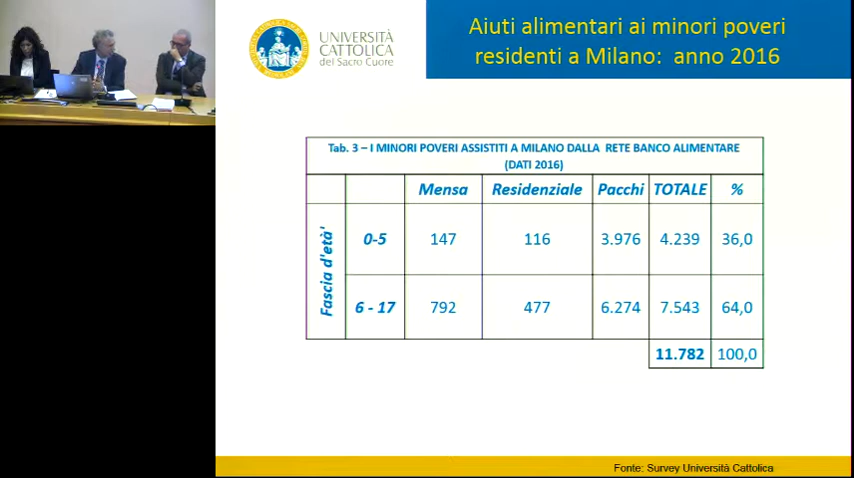 UNIVERSITÀ
CATTOLICA
del Sacro Cuore
Aiuti alimentari ai minori poveri
residenti a Milano: anno 2016
Tab. 3 – I MINORI POVERI ASSISTITI A MILANO DALLA RETE BANCO ALIMENTARE
(DATI 2016)
Mensa Residenziale Pacchi TOTALE %
Fascia d'età'
0-5 147 116 3.976 4.239 36,0
6 - 17 792 477 6.274 7.543 64,0
11.782 100,0
Fonte: Survey Università Cattolica